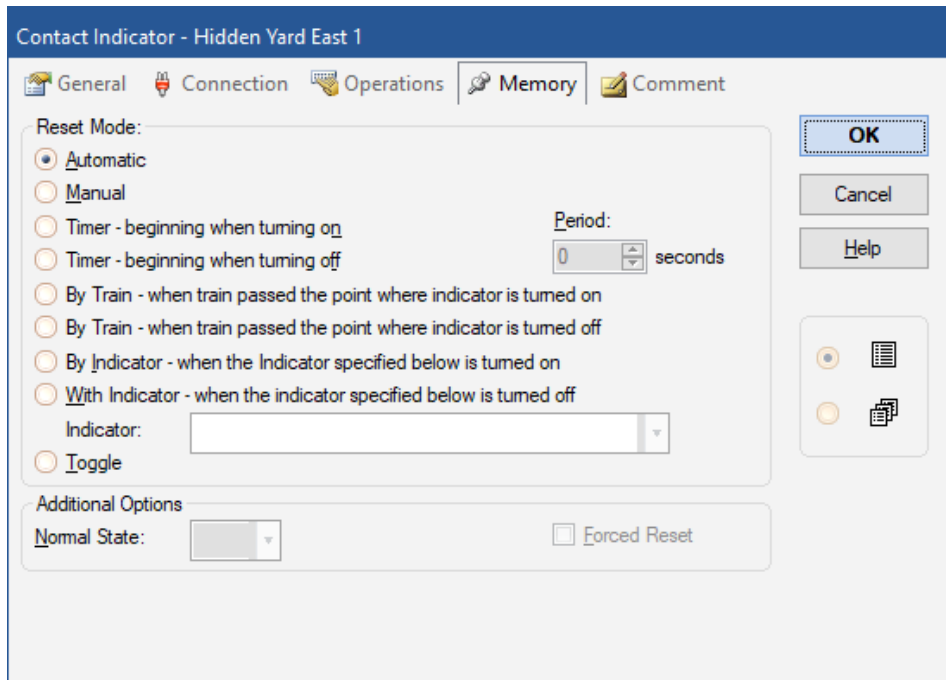 Contact Indicator - Hidden Yard East 1
General Connection Operations Memory Comment
Reset Mode:
Automatic
Manual
Timer - beginning when turning on
Timer - beginning when turning off
Period:
0 seconds
By Train - when train passed the point where indicator is turned on
By Train - when train passed the point where indicator is turned off
By Indicator - when the Indicator specified below is turned on
With Indicator - when the indicator specified below is turned off
Indicator:
Toggle
Additional Options
Normal State:
Forced Reset
OK
Cancel
Help